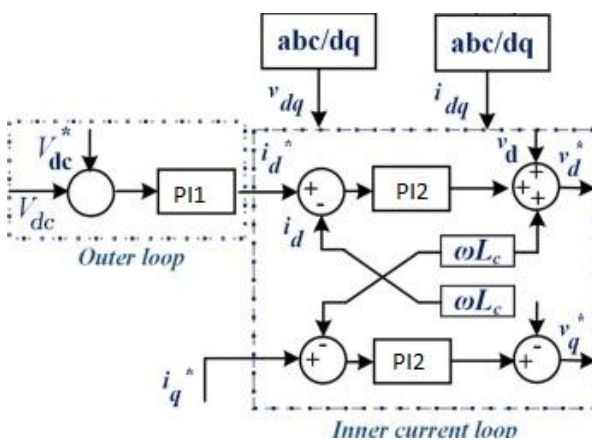 abc/dq
abc/dq
v_dq
i_dq
V_dc^*
i_d^*
v_d
v_d^*
PI1
+
-
PI2
+
+
+
V_dc
i_d
Outer loop
ωL_c
ωL_c
-
+
PI2
-
v_q^*
i_q^*
Inner current loop